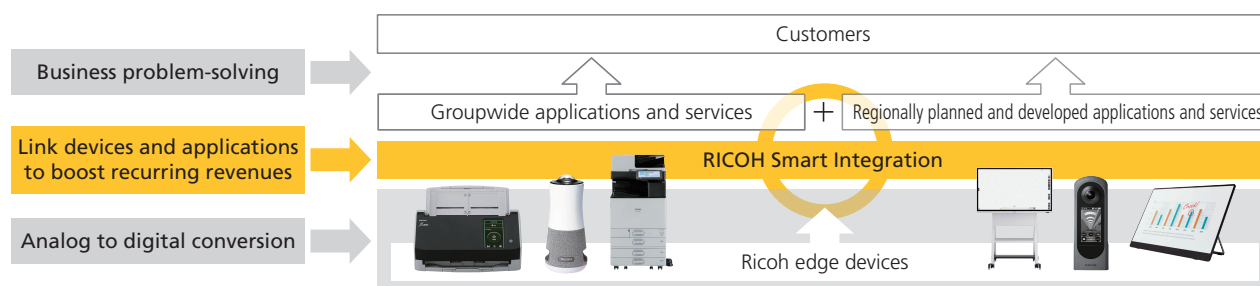 Customers
Business problem-solving
Groupwide applications and services
+
Regionally planned and developed applications and services
Link devices and applications
to boost recurring revenues
RICOH Smart Integration
Analog to digital conversion
Ricoh edge devices